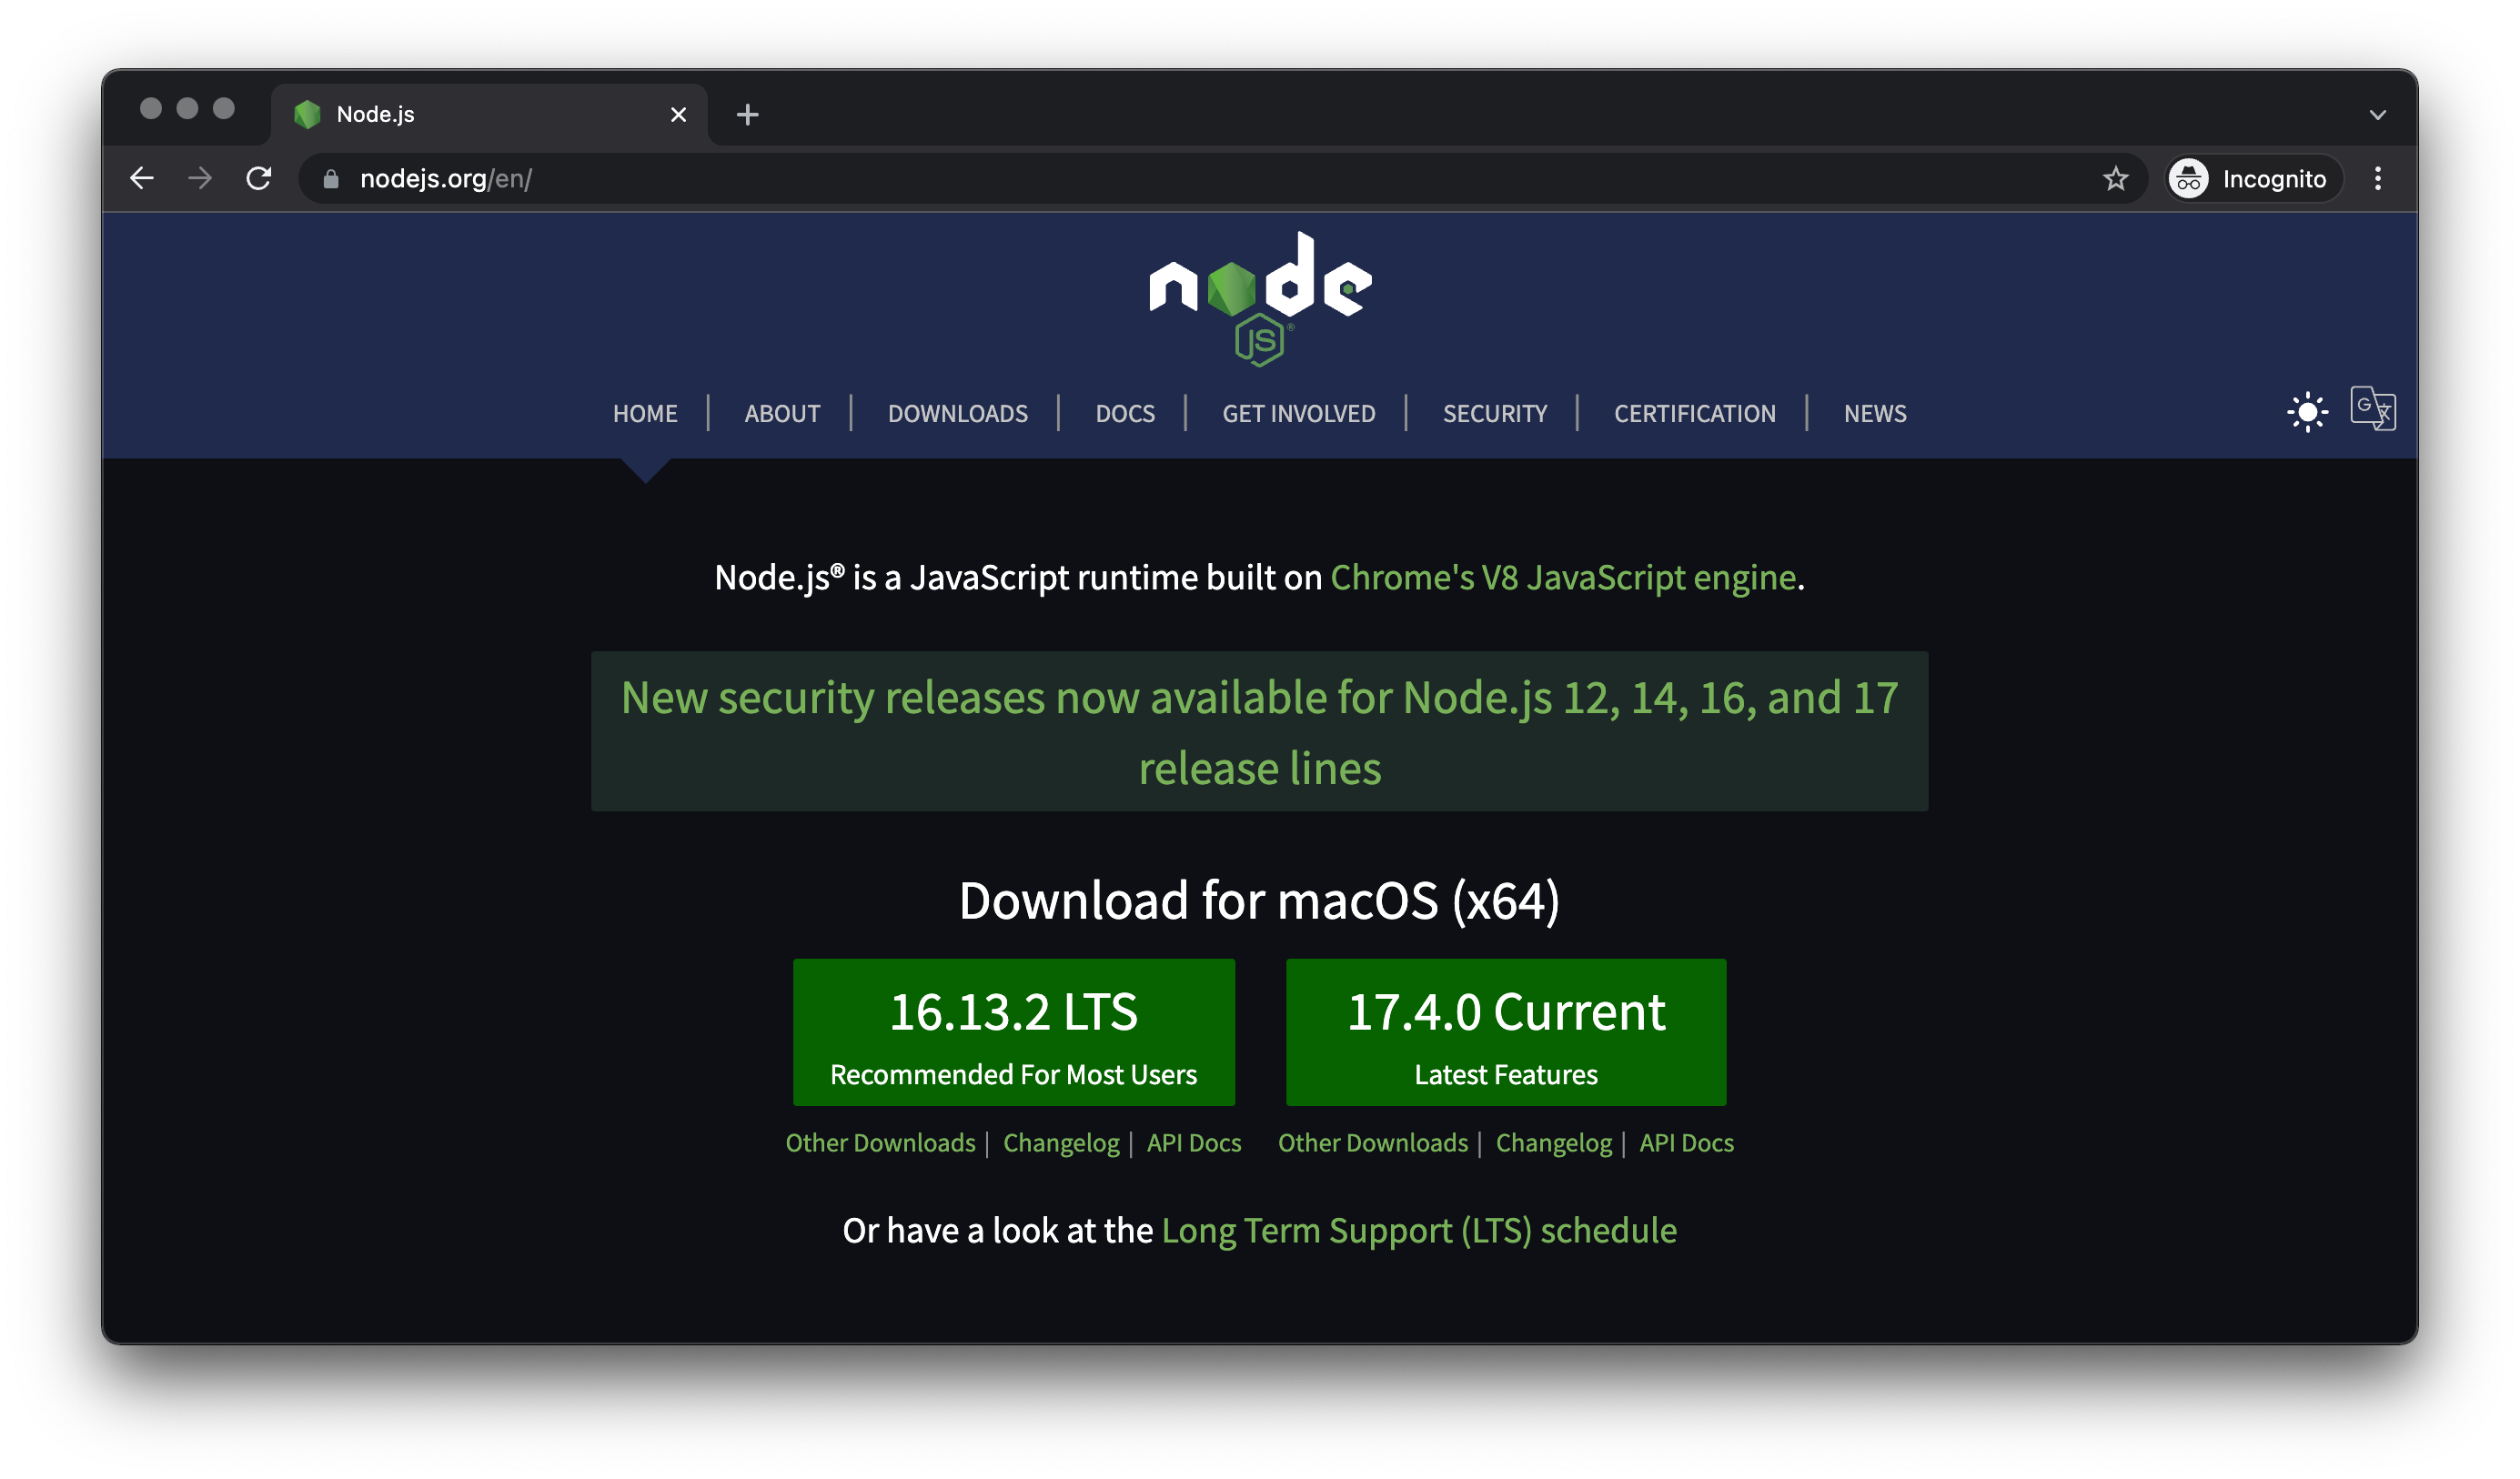 Node.js
nodejs.org/en/
Incognito
node
JS®
HOME | ABOUT | DOWNLOADS | DOCS | GET INVOLVED | SECURITY | CERTIFICATION | NEWS
G 文
Node.js® is a JavaScript runtime built on Chrome's V8 JavaScript engine.
New security releases now available for Node.js 12, 14, 16, and 17
release lines
Download for macOS (x64)
16.13.2 LTS
Recommended For Most Users
17.4.0 Current
Latest Features
Other Downloads | Changelog | API Docs
Other Downloads | Changelog | API Docs
Or have a look at the Long Term Support (LTS) schedule